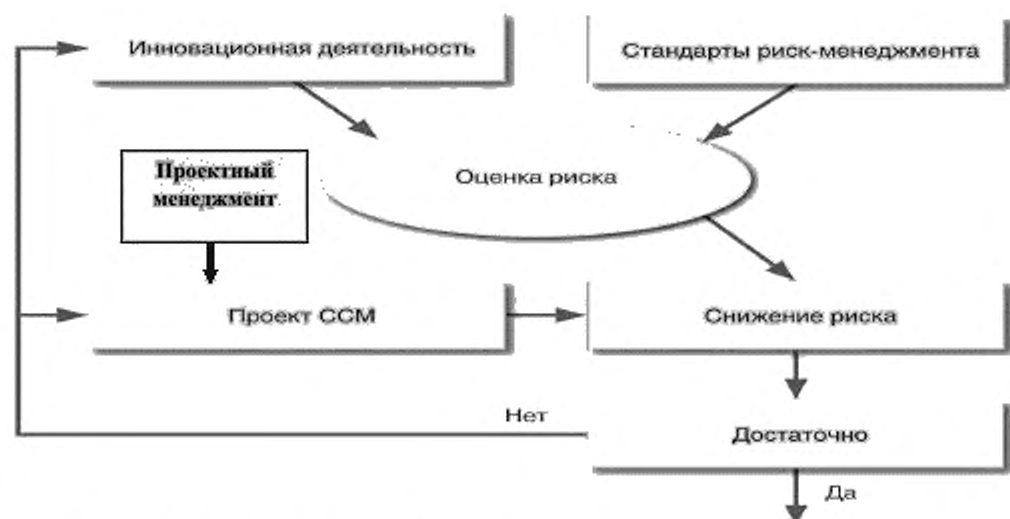 Инновационная деятельность
Стандарты риск-менеджмента
Проектный
менеджмент
Оценка риска
Проект ССМ
Снижение риска
Нет
Достаточно
Да